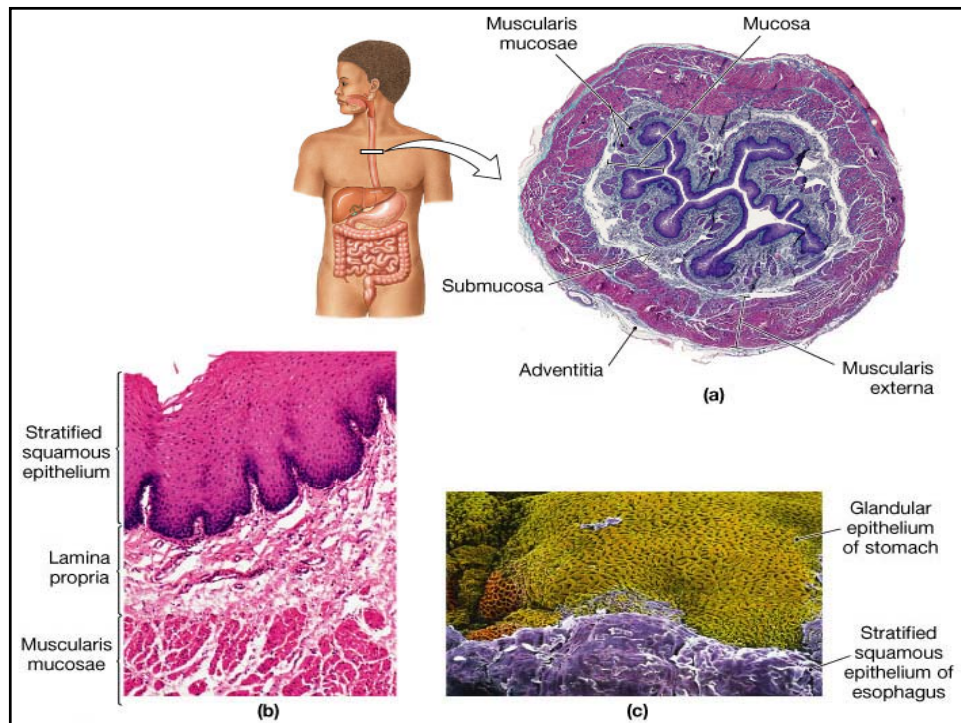 Muscularis
mucosae
Mucosa
Submucosa
Adventitia
Muscularis
externa
(a)
Stratified
squamous
epithelium
Lamina
propria
Muscularis
mucosae
(b)
Glandular
epithelium
of stomach
Stratified
squamous
epithelium of
esophagus
(c)